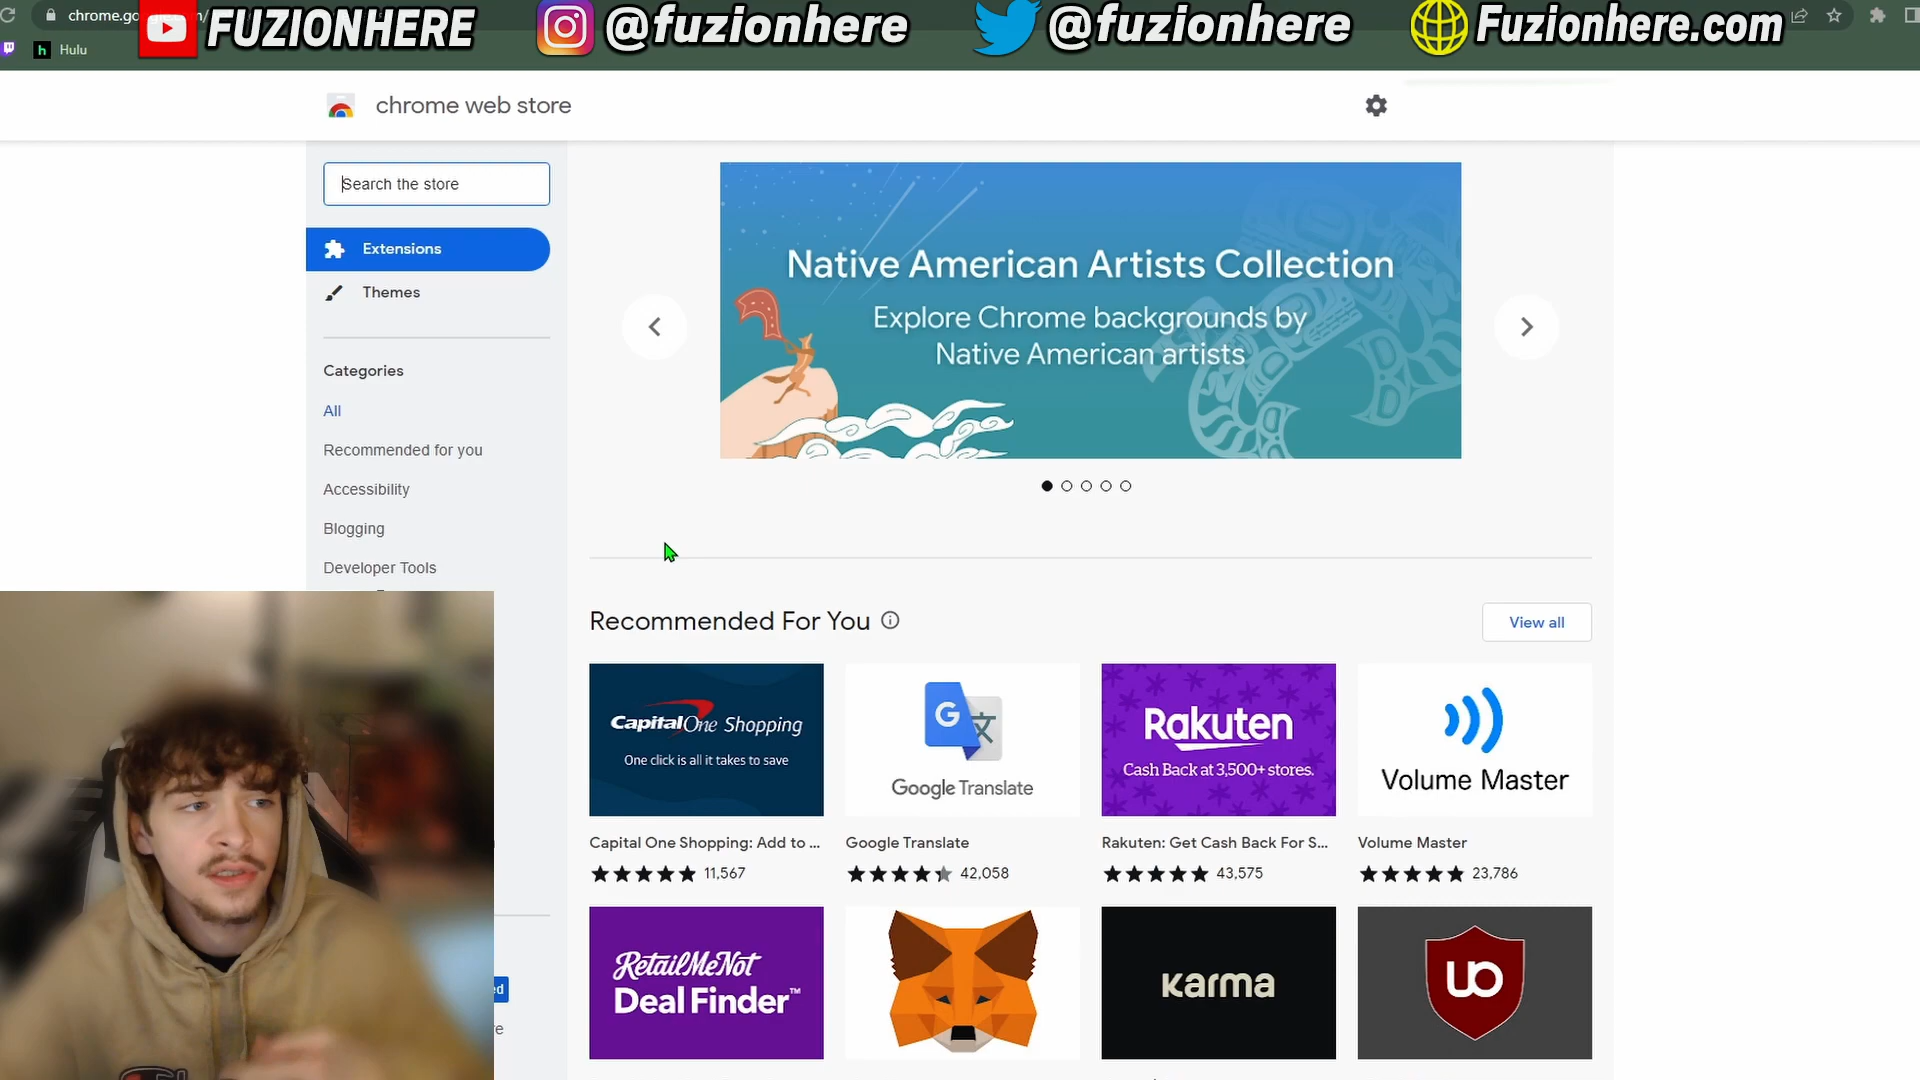 chrome.go
FUZIONHERE
@fuzionhere
@fuzionhere
Fuzionhere.com
h Hulu
chrome web store
Search the store
Extensions
Themes
Categories
All
Recommended for you
Accessibility
Blogging
Developer Tools
Native American Artists Collection
Explore Chrome backgrounds by
Native American artists
Recommended For You
View all
CapitalOne Shopping
One click is all it takes to save
Google Translate
Rakuten
Cash Back at 3,500+ stores.
Volume Master
Capital One Shopping: Add to ...
11,567
Google Translate
42,058
Rakuten: Get Cash Back For S...
43,575
Volume Master
23,786
RetailMeNot
Deal Finder™
Karma
UO
ed
re